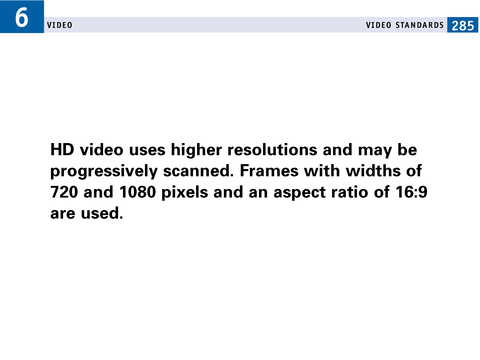 6
VIDEO
VIDEO STANDARDS 285
HD video uses higher resolutions and may be
progressively scanned. Frames with widths of
720 and 1080 pixels and an aspect ratio of 16:9
are used.